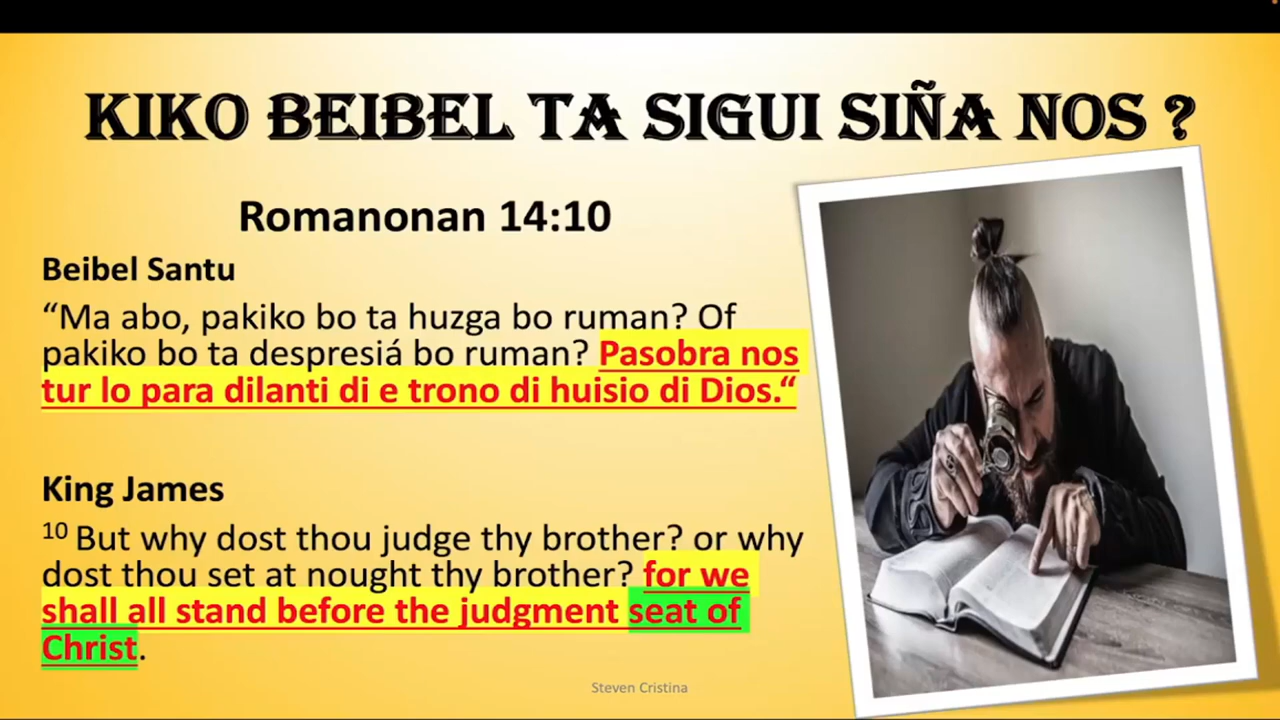 KIKO BEIBEL TA SIGUI SIÑA NOS ?
Romanonan 14:10
Beibel Santu
“Ma abo, pakiko bo ta huzga bo ruman? Of
pakiko bo ta despresiá bo ruman? Pasobra nos
tur lo para dilanti di e trono di huisio di Dios.“
King James
10 But why dost thou judge thy brother? or why
dost thou set at nought thy brother? for we
shall all stand before the judgment seat of
Christ.
Steven Cristina